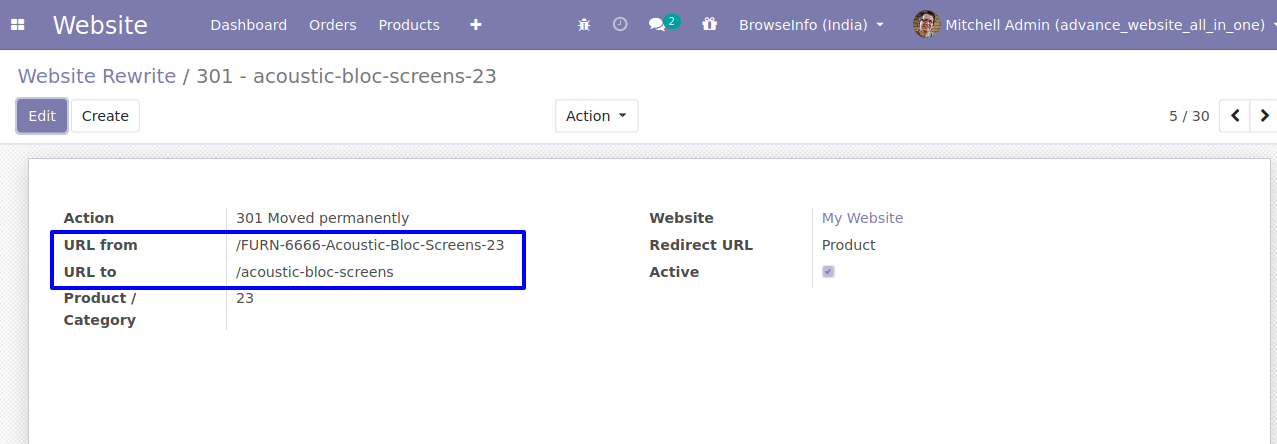 Website Dashboard Orders Products 2 BrowseInfo (India) Mitchell Admin (advance_website_all_in_one)
Website Rewrite / 301 - acoustic-bloc-screens-23
Edit Create Action 5 / 30
Action 301 Moved permanently Website My Website
URL from /FURN-6666-Acoustic-Bloc-Screens-23 Redirect URL Product
URL to /acoustic-bloc-screens Active
Product / 23
Category